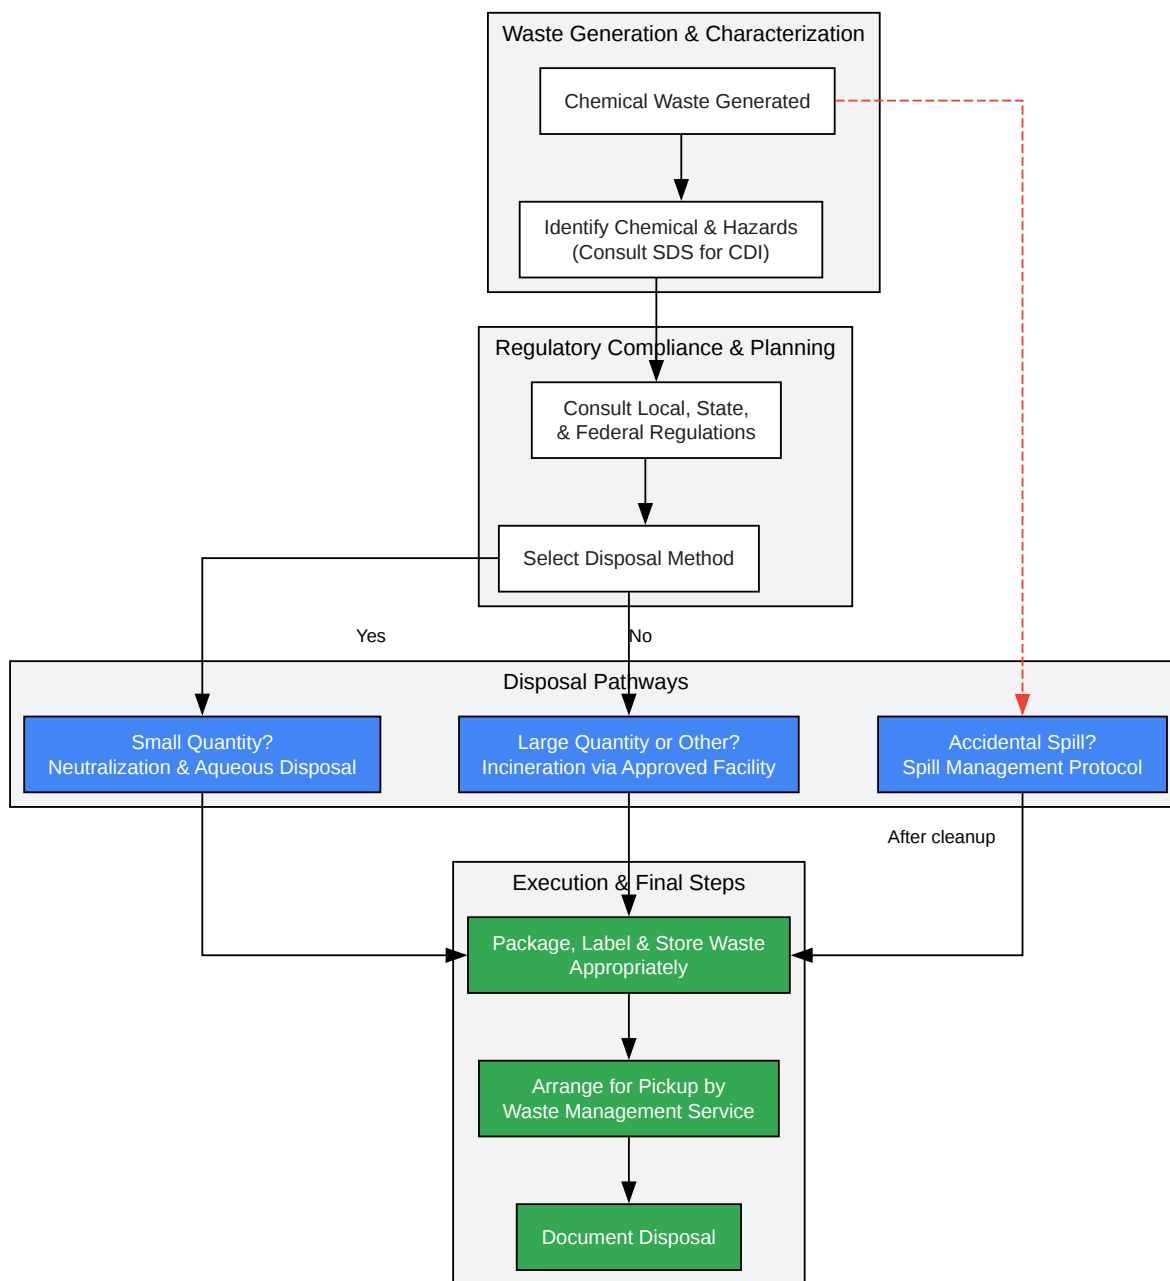 Waste Generation & Characterization
Chemical Waste Generated
Identify Chemical & Hazards
(Consult SDS for CDI)
Regulatory Compliance & Planning
Consult Local, State,
& Federal Regulations
Select Disposal Method
Yes
No
Disposal Pathways
Small Quantity?
Neutralization & Aqueous Disposal
Large Quantity or Other?
Incineration via Approved Facility
Accidental Spill?
Spill Management Protocol
After cleanup
Execution & Final Steps
Package, Label & Store Waste
Appropriately
Arrange for Pickup by
Waste Management Service
Document Disposal